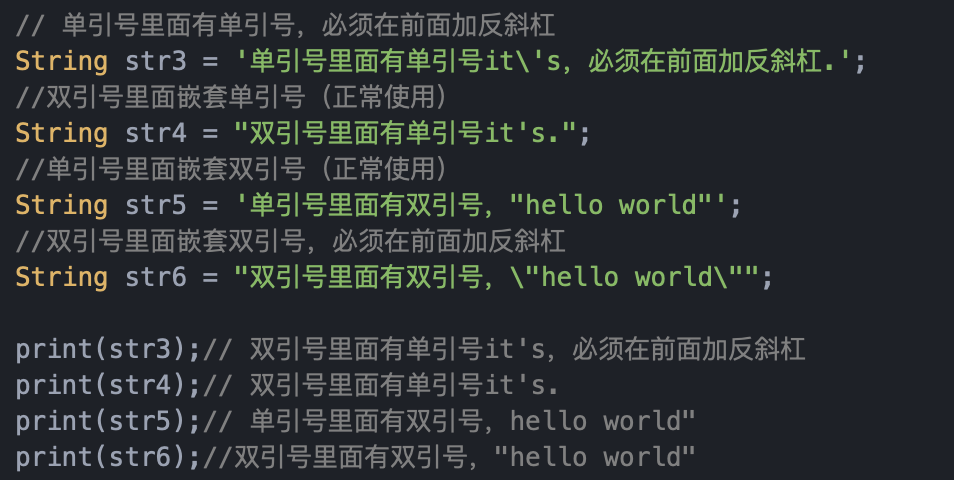 // 单引号里面有单引号，必须在前面加反斜杠
String str3 = '单引号里面有单引号it\'s，必须在前面加反斜杠.';
//双引号里面嵌套单引号（正常使用）
String str4 = "双引号里面有单引号it's.";
//单引号里面嵌套双引号（正常使用）
String str5 = '单引号里面有双引号，"hello world"';
//双引号里面嵌套双引号，必须在前面加反斜杠
String str6 = "双引号里面有双引号，\"hello world\"";
print(str3);// 双引号里面有单引号it's，必须在前面加反斜杠
print(str4);// 双引号里面有单引号it's.
print(str5);// 单引号里面有双引号，hello world"
print(str6);//双引号里面有双引号，"hello world"